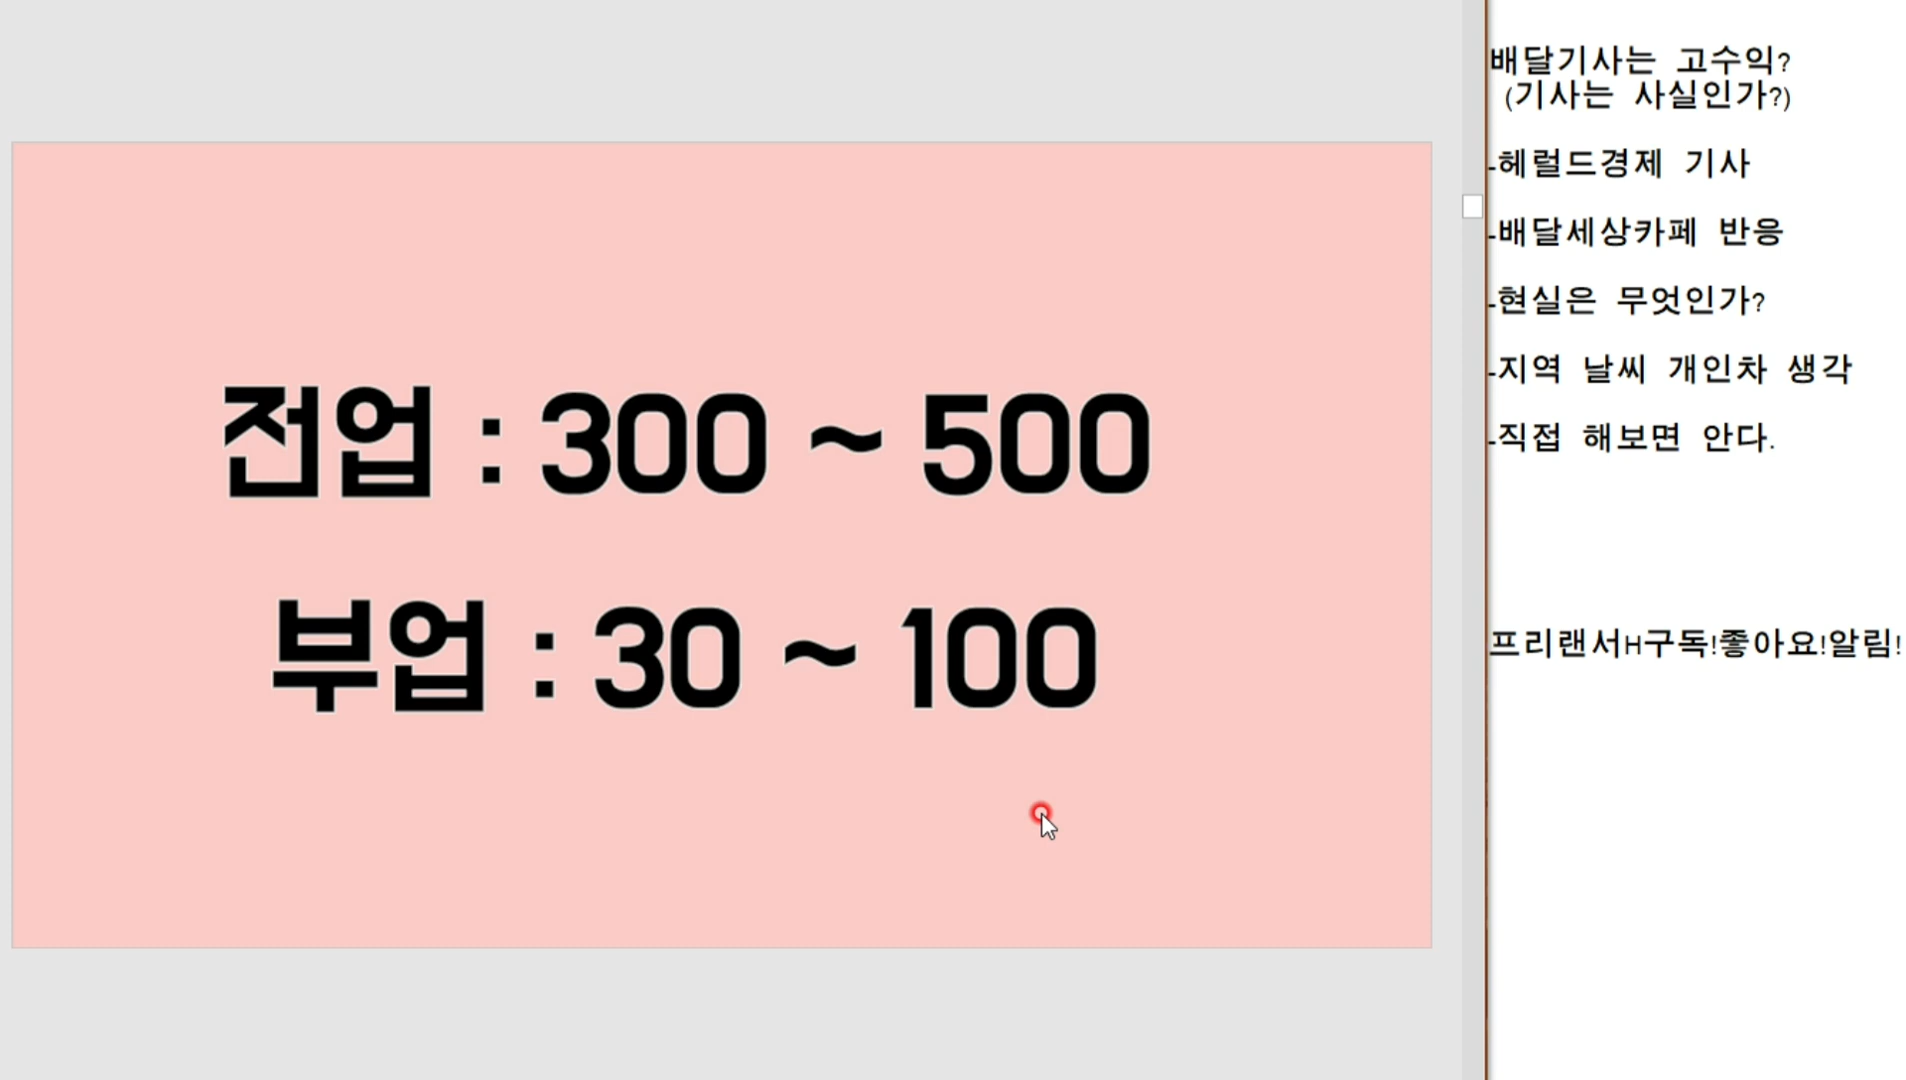 전업 : 300 ~ 500
부업 : 30 ~ 100
배달기사는 고수익?
(기사는 사실인가?)
-헤럴드경제 기사
-배달세상카페 반응
-현실은 무엇인가?
-지역 날씨 개인차 생각
-직접 해보면 안다.
프리랜서H구독!좋아요!알림!